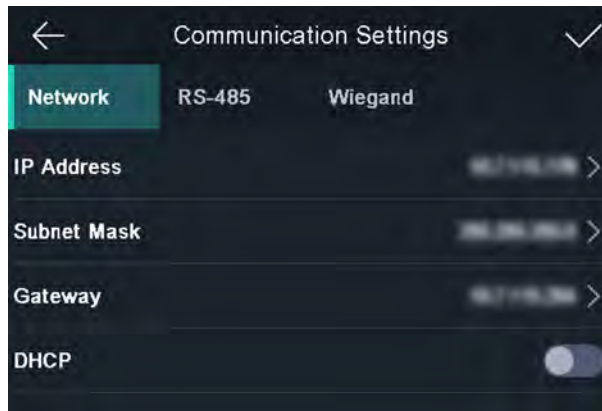 Communication Settings
Network RS-485 Wiegand
IP Address
Subnet Mask
Gateway
DHCP